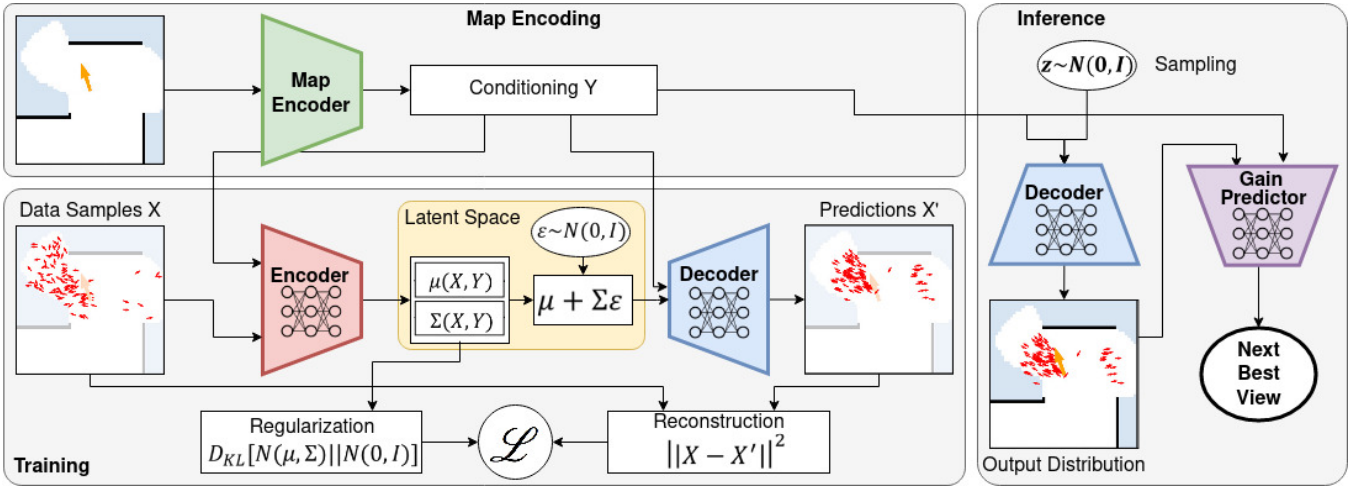 Map Encoding
Map
Encoder
Conditioning Y
Inference
z~N(0,I)
Sampling
Decoder
Gain
Predictor
Output Distribution
Next
Best
View
Data Samples X
Encoder
Latent Space
μ(X,Y)
Σ(X,Y)
ε~N(0,I)
μ + Σε
Decoder
Predictions X'
Regularization
D_KL[N(μ,Σ)||N(0,I)]
ℒ
Reconstruction
||X − X'||²
Training